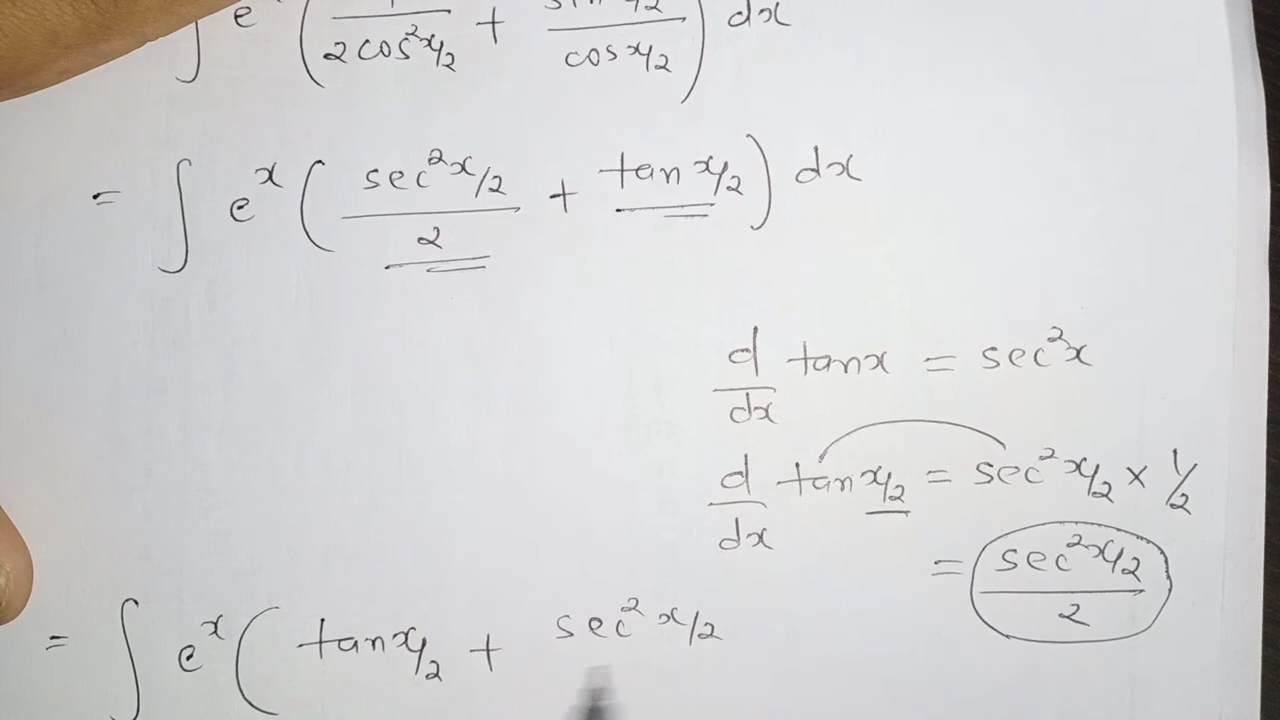 ∫ e (1/(2cos²x/2) + sin x/2 / cos x/2) dx
= ∫ eˣ (sec²x/2 / 2 + tan x/2) dx
d/dx tanx = sec²x
d/dx tan x/2 = sec² x/2 × 1/2
= sec²x/2 / 2
= ∫ eˣ ( tan x/2 + sec² x/2